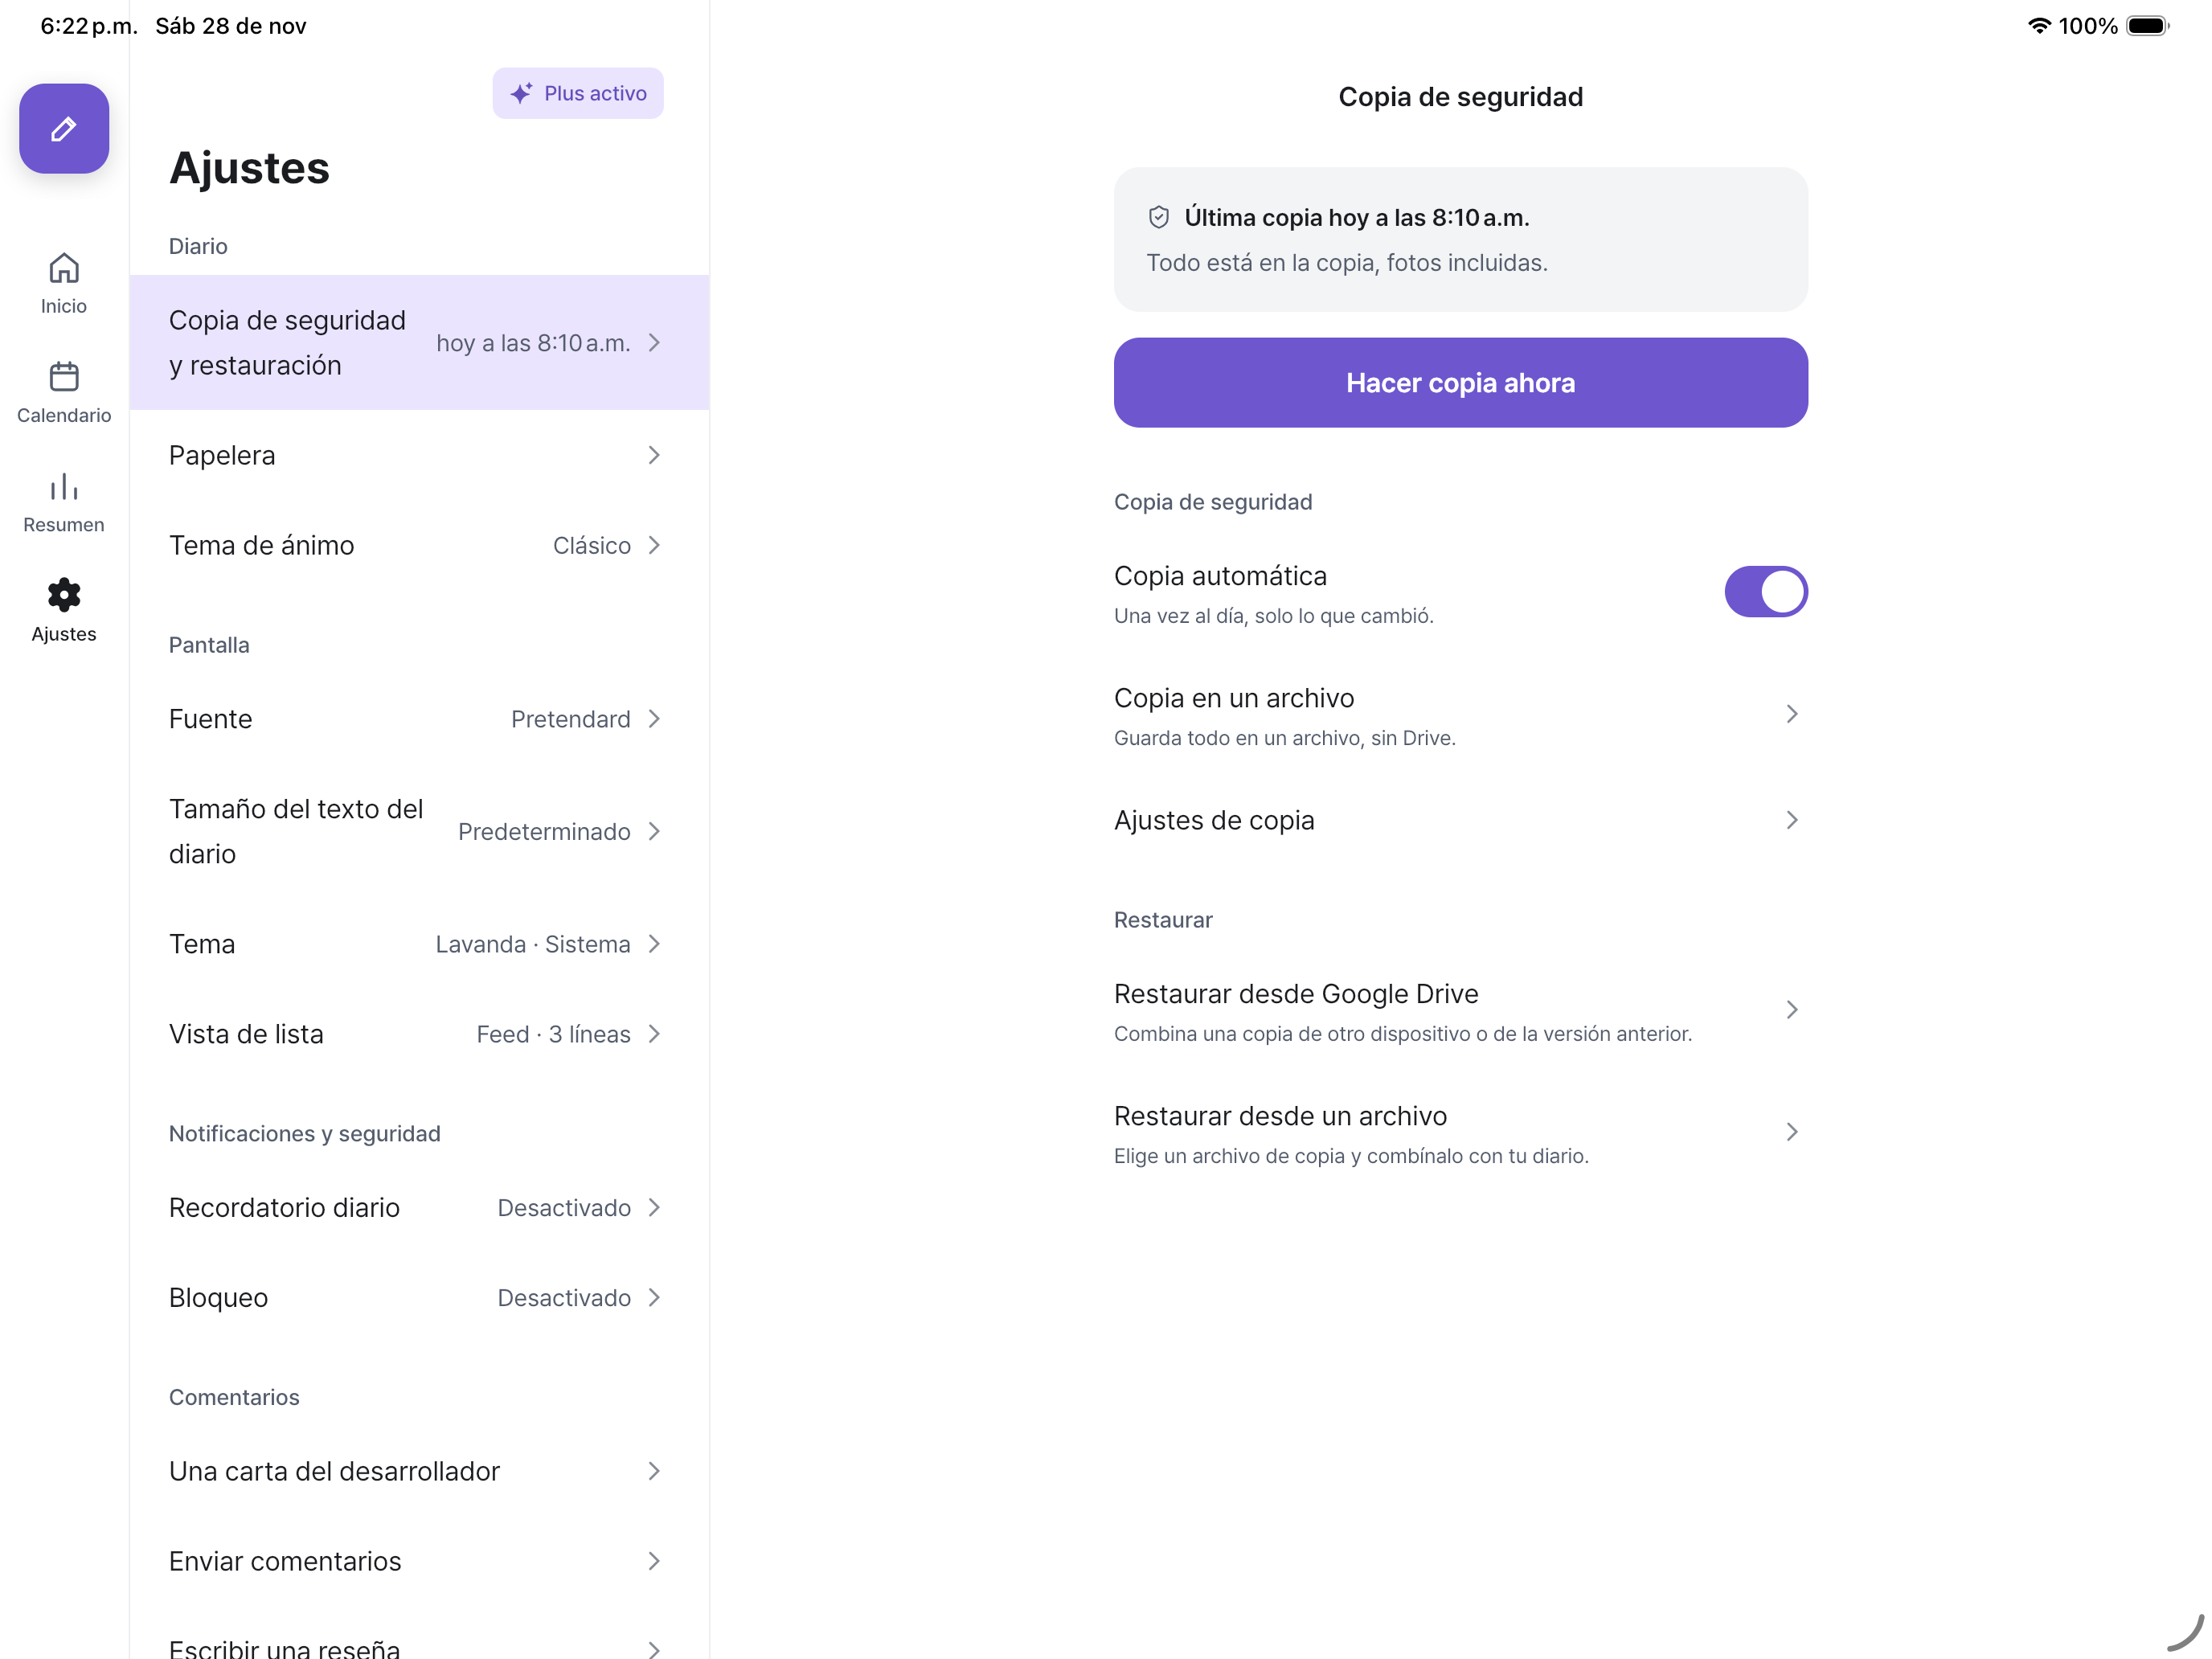 6:22 p.m. Sáb 28 de nov
100%
Plus activo
Ajustes
Inicio
Calendario
Resumen
Ajustes
Diario
Copia de seguridad
y restauración
hoy a las 8:10 a.m.
Papelera
Tema de ánimo
Clásico
Pantalla
Fuente
Pretendard
Tamaño del texto del
diario
Predeterminado
Tema
Lavanda · Sistema
Vista de lista
Feed · 3 líneas
Notificaciones y seguridad
Recordatorio diario
Desactivado
Bloqueo
Desactivado
Comentarios
Una carta del desarrollador
Enviar comentarios
Escribir una reseña
Copia de seguridad
Última copia hoy a las 8:10 a.m.
Todo está en la copia, fotos incluidas.
Hacer copia ahora
Copia de seguridad
Copia automática
Una vez al día, solo lo que cambió.
Copia en un archivo
Guarda todo en un archivo, sin Drive.
Ajustes de copia
Restaurar
Restaurar desde Google Drive
Combina una copia de otro dispositivo o de la versión anterior.
Restaurar desde un archivo
Elige un archivo de copia y combínalo con tu diario.